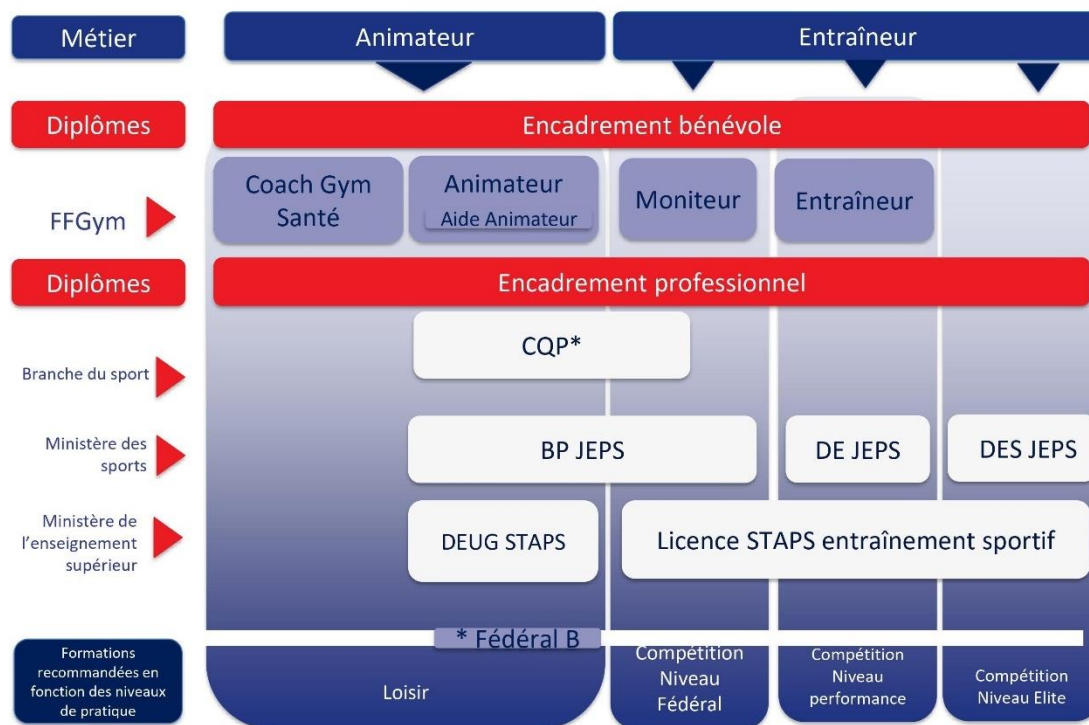 Métier
Animateur
Entraîneur
Diplômes
Encadrement bénévole
FFGym
Coach Gym
Santé
Animateur
Aide Animateur
Moniteur
Entraîneur
Diplômes
Encadrement professionnel
Branche du sport
CQP*
Ministère des
sports
BP JEPS
DE JEPS
DES JEPS
Ministère de
l'enseignement
supérieur
DEUG STAPS
Licence STAPS entraînement sportif
* Fédéral B
Formations
recommandées en
fonction des niveaux
de pratique
Loisir
Compétition
Niveau
Fédéral
Compétition
Niveau
performance
Compétition
Niveau Elite